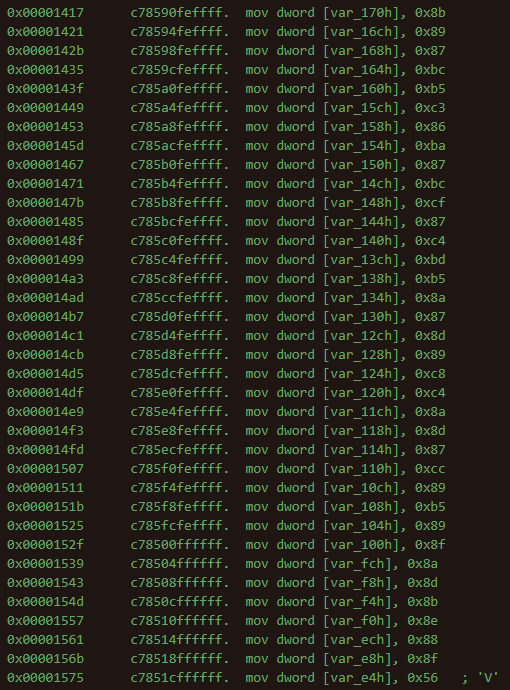 0x00001417 c78590feffff. mov dword [var_170h], 0x8b
0x00001421 c78594feffff. mov dword [var_16ch], 0x89
0x0000142b c78598feffff. mov dword [var_168h], 0x87
0x00001435 c7859cfeffff. mov dword [var_164h], 0xbc
0x0000143f c785a0feffff. mov dword [var_160h], 0xb5
0x00001449 c785a4feffff. mov dword [var_15ch], 0xc3
0x00001453 c785a8feffff. mov dword [var_158h], 0x86
0x0000145d c785acfeffff. mov dword [var_154h], 0xba
0x00001467 c785b0feffff. mov dword [var_150h], 0x87
0x00001471 c785b4feffff. mov dword [var_14ch], 0xbc
0x0000147b c785b8feffff. mov dword [var_148h], 0xcf
0x00001485 c785bcfeffff. mov dword [var_144h], 0x87
0x0000148f c785c0feffff. mov dword [var_140h], 0xc4
0x00001499 c785c4feffff. mov dword [var_13ch], 0xbd
0x000014a3 c785c8feffff. mov dword [var_138h], 0xb5
0x000014ad c785ccfeffff. mov dword [var_134h], 0x8a
0x000014b7 c785d0feffff. mov dword [var_130h], 0x87
0x000014c1 c785d4feffff. mov dword [var_12ch], 0x8d
0x000014cb c785d8feffff. mov dword [var_128h], 0x89
0x000014d5 c785dcfeffff. mov dword [var_124h], 0xc8
0x000014df c785e0feffff. mov dword [var_120h], 0xc4
0x000014e9 c785e4feffff. mov dword [var_11ch], 0x8a
0x000014f3 c785e8feffff. mov dword [var_118h], 0x8d
0x000014fd c785ecfeffff. mov dword [var_114h], 0x87
0x00001507 c785f0feffff. mov dword [var_110h], 0xcc
0x00001511 c785f4feffff. mov dword [var_10ch], 0x89
0x0000151b c785f8feffff. mov dword [var_108h], 0xb5
0x00001525 c785fcfeffff. mov dword [var_104h], 0x89
0x0000152f c78500ffffff. mov dword [var_100h], 0x8f
0x00001539 c78504ffffff. mov dword [var_fch], 0x8a
0x00001543 c78508ffffff. mov dword [var_f8h], 0x8d
0x0000154d c7850cffffff. mov dword [var_f4h], 0x8b
0x00001557 c78510ffffff. mov dword [var_f0h], 0x8e
0x00001561 c78514ffffff. mov dword [var_ech], 0x88
0x0000156b c78518ffffff. mov dword [var_e8h], 0x8f
0x00001575 c7851cffffff. mov dword [var_e4h], 0x56 ; 'V'